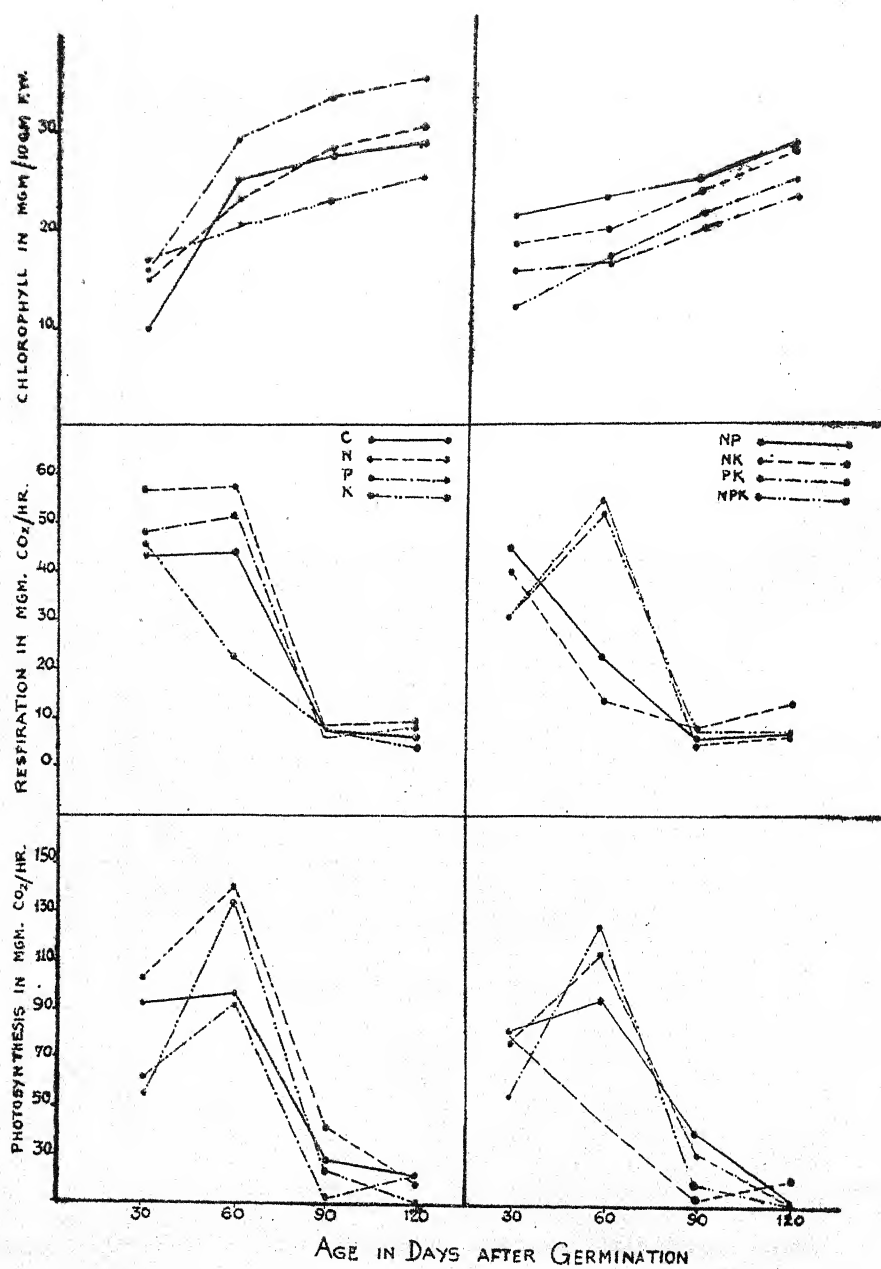 CHLOROPHYLL IN MGM/10GM F.W.
30
20
10
RESPIRATION IN MGM. CO2/HR.
60
50
40
30
20
10
0
C
N
P
K
NP
NK
PK
NPK
PHOTOSYNTHESIS IN MGM. CO2/HR.
150
130
110
90
70
50
30
30 60 90 120 30 60 90 120
AGE IN DAYS AFTER GERMINATION